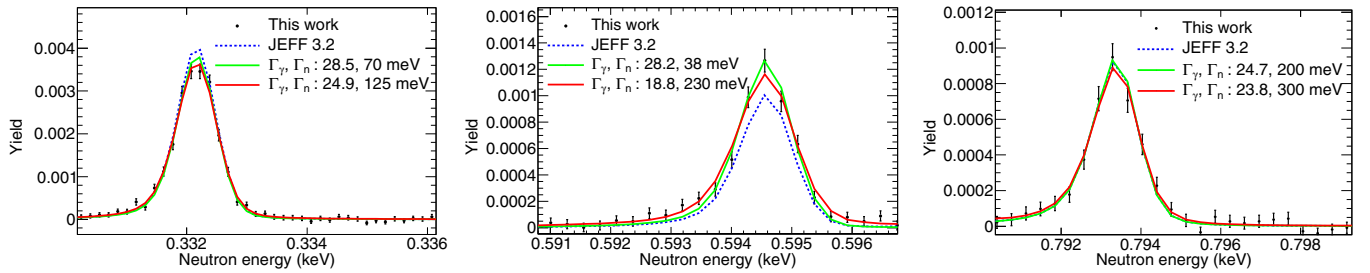 This work
JEFF 3.2
Γγ, Γn : 28.5, 70 meV
Γγ, Γn : 24.9, 125 meV
0.004
0.003
0.002
0.001
0
Yield
0.332 0.334 0.336
Neutron energy (keV)
This work
JEFF 3.2
Γγ, Γn : 28.2, 38 meV
Γγ, Γn : 18.8, 230 meV
0.0016
0.0014
0.0012
0.001
0.0008
0.0006
0.0004
0.0002
0
Yield
0.591 0.592 0.593 0.594 0.595 0.596
Neutron energy (keV)
This work
JEFF 3.2
Γγ, Γn : 24.7, 200 meV
Γγ, Γn : 23.8, 300 meV
0.0012
0.001
0.0008
0.0006
0.0004
0.0002
0
Yield
0.792 0.794 0.796 0.798
Neutron energy (keV)